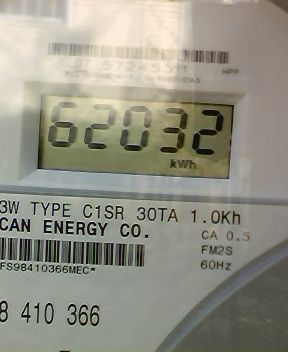 HPP
62032
kWh
3W TYPE C1SR 30TA 1.0Kh
CAN ENERGY CO.
CA 0.5
FM2S
FS98410366MEC*
60Hz
8 410 366